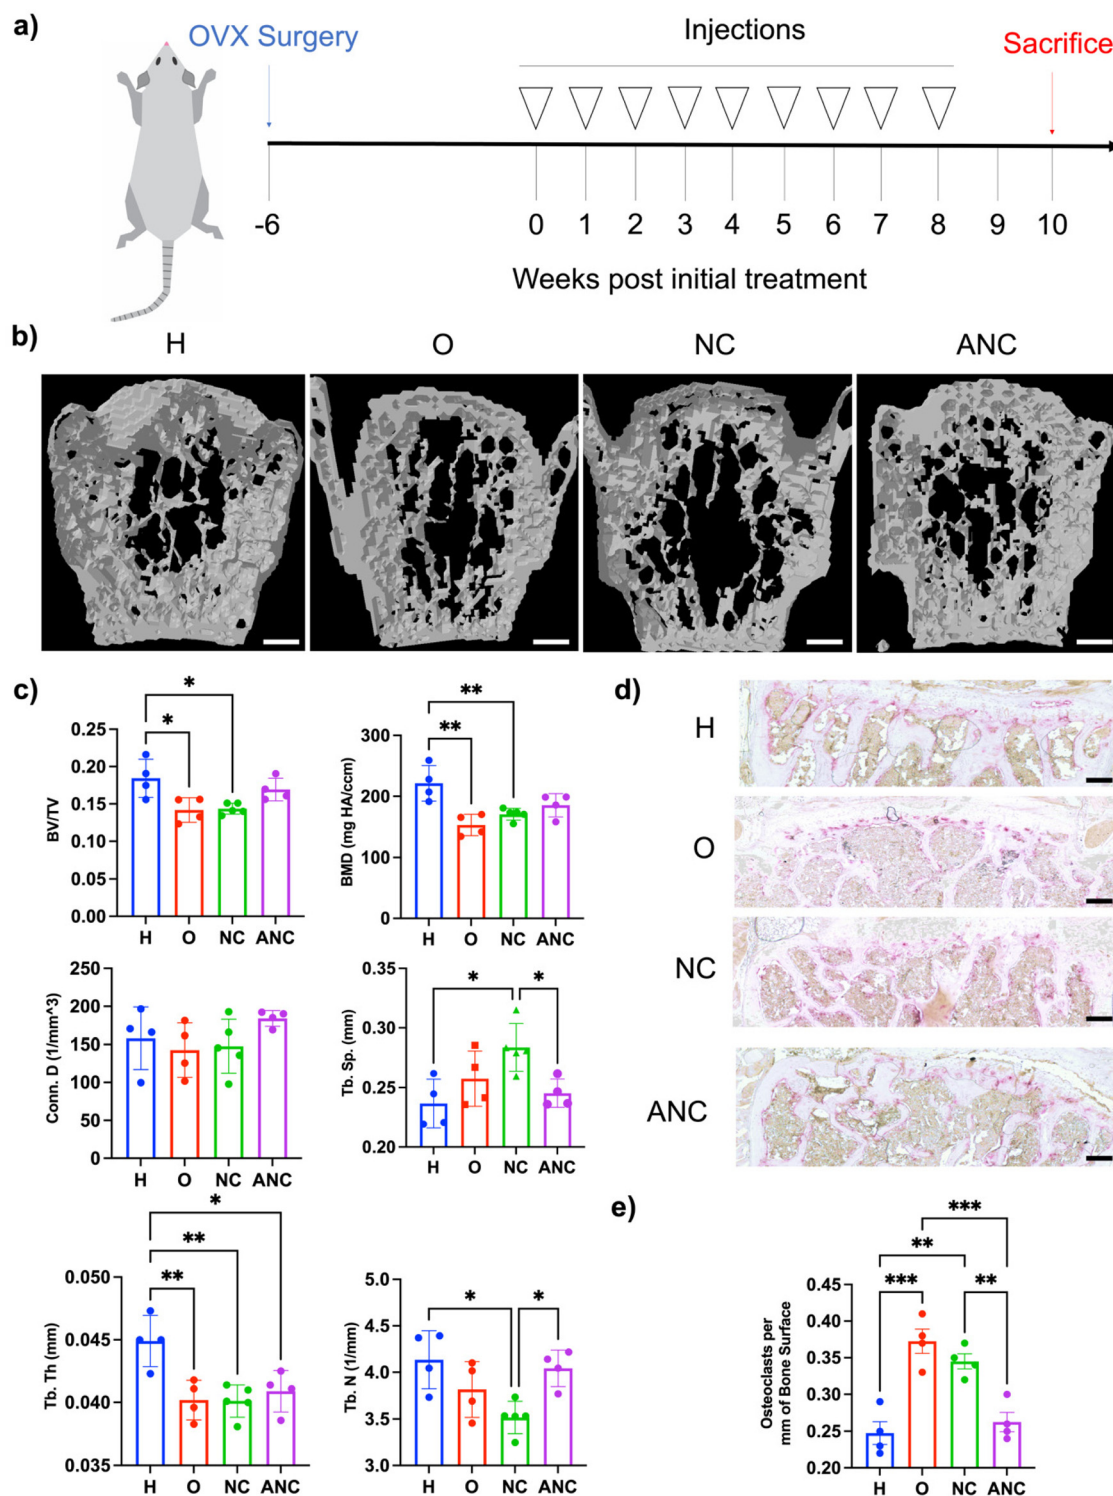 a)
OVX Surgery
Injections
Sacrifice
-6 0 1 2 3 4 5 6 7 8 9 10
Weeks post initial treatment
b)
H O NC ANC
c)
* *
BV/TV
0.25
0.20
0.15
0.10
0.05
0.00
H O NC ANC
** **
BMD (mg HA/ccm)
300
200
100
0
H O NC ANC
Conn. D (1/mm^3)
250
200
150
100
50
0
H O NC ANC
* *
Tb. Sp. (mm)
0.35
0.30
0.25
0.20
H O NC ANC
*
**
**
Tb. Th (mm)
0.050
0.045
0.040
0.035
H O NC ANC
* *
Tb. N (1/mm)
5.0
4.5
4.0
3.5
3.0
H O NC ANC
d)
H
O
NC
ANC
e)
***
**
*** **
Osteoclasts per
mm of Bone Surface
0.45
0.40
0.35
0.30
0.25
0.20
H O NC ANC